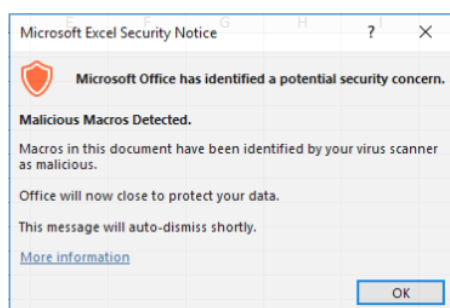 E F G H I
Microsoft Excel Security Notice ? X
Microsoft Office has identified a potential security concern.
Malicious Macros Detected.
Macros in this document have been identified by your virus scanner
as malicious.
Office will now close to protect your data.
This message will auto-dismiss shortly.
More information
OK